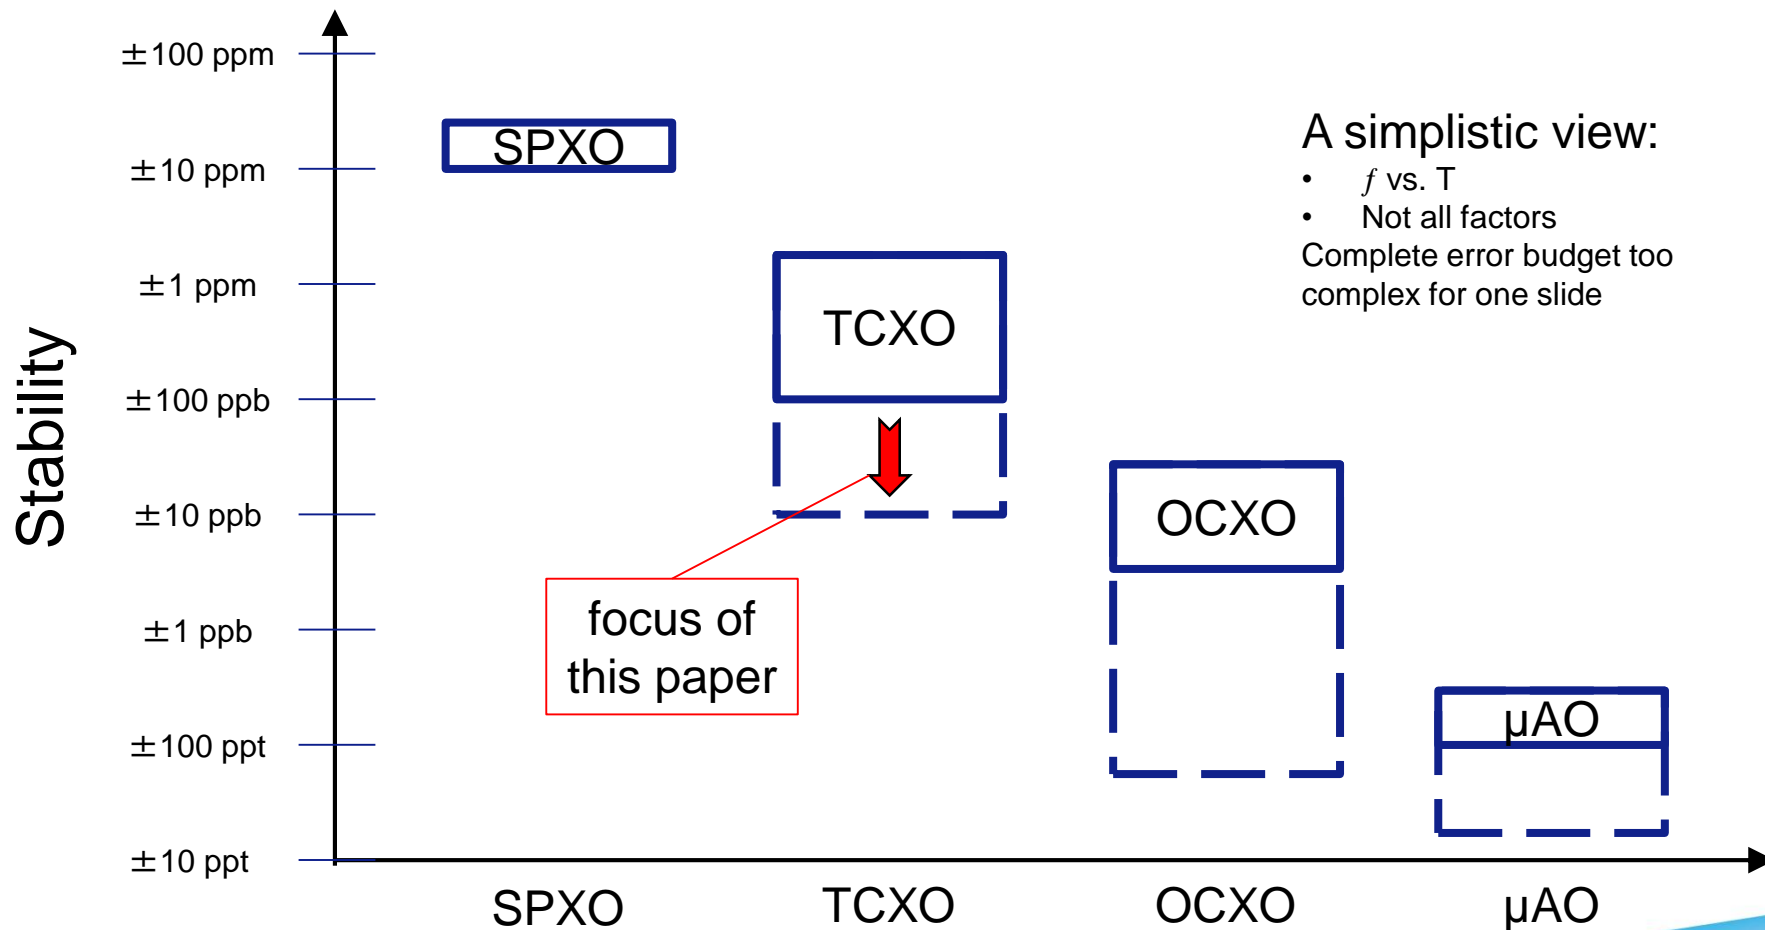 Stability
±100 ppm
±10 ppm
±1 ppm
±100 ppb
±10 ppb
±1 ppb
±100 ppt
±10 ppt
SPXO
TCXO
OCXO
µAO
focus of
this paper
A simplistic view:
• f vs. T
• Not all factors
Complete error budget too
complex for one slide
SPXO
TCXO
OCXO
µAO